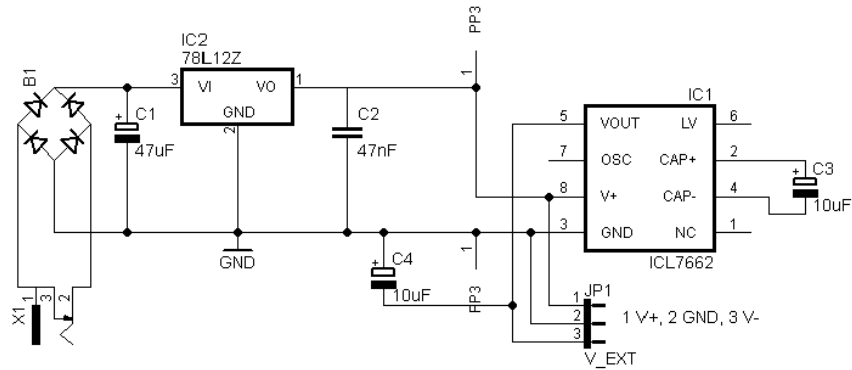 PP3
IC2
78L12Z
B1
3 VI VO 1
GND
2
1
C1
+
47uF
C2
47nF
IC1
5 VOUT LV 6
7 OSC CAP+ 2
8 V+ CAP- 4
3 GND NC 1
ICL7662
C3
+
10uF
GND
C4
+
10uF
1
PP3
X1
1 3 2
JP1
1
2
3
1 V+, 2 GND, 3 V-
V_EXT